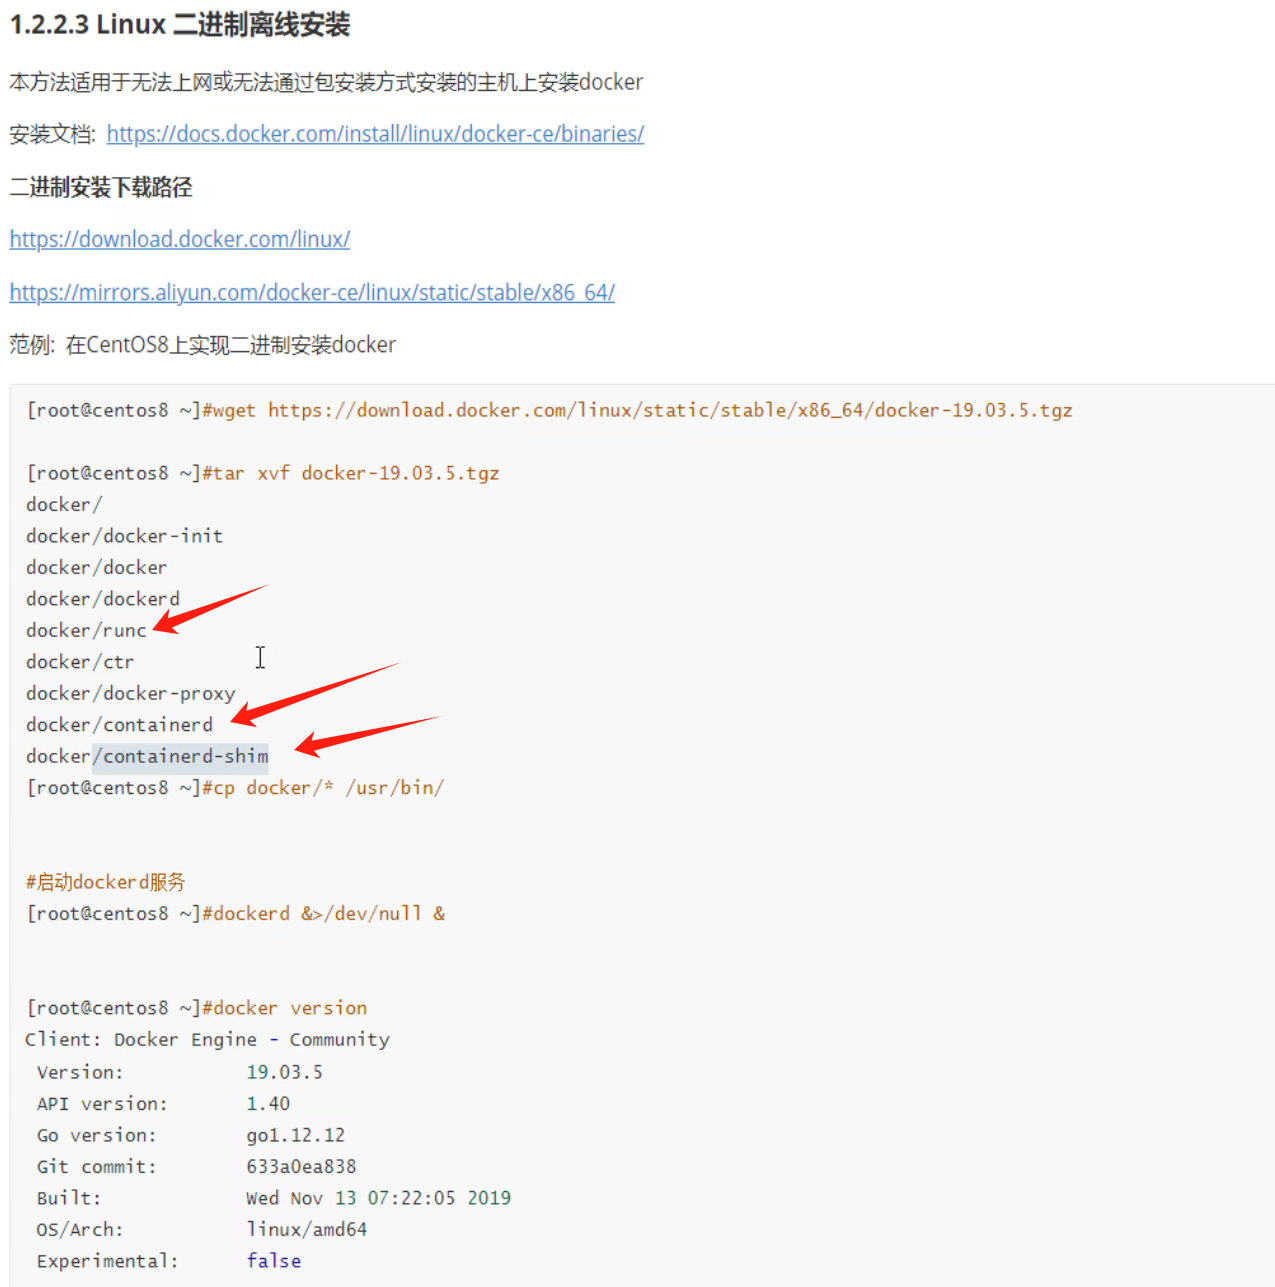 1.2.2.3 Linux 二进制离线安装
本方法适用于无法上网或无法通过包安装方式安装的主机上安装docker
安装文档: https://docs.docker.com/install/linux/docker-ce/binaries/
二进制安装下载路径
https://download.docker.com/linux/
https://mirrors.aliyun.com/docker-ce/linux/static/stable/x86_64/
范例: 在CentOS8上实现二进制安装docker
[root@centos8 ~]#wget https://download.docker.com/linux/static/stable/x86_64/docker-19.03.5.tgz
[root@centos8 ~]#tar xvf docker-19.03.5.tgz
docker/
docker/docker-init
docker/docker
docker/dockerd
docker/runc
docker/ctr
docker/docker-proxy
docker/containerd
docker/containerd-shim
[root@centos8 ~]#cp docker/* /usr/bin/
#启动dockerd服务
[root@centos8 ~]#dockerd &>/dev/null &
[root@centos8 ~]#docker version
Client: Docker Engine - Community
Version: 19.03.5
API version: 1.40
Go version: go1.12.12
Git commit: 633a0ea838
Built: Wed Nov 13 07:22:05 2019
OS/Arch: linux/amd64
Experimental: false